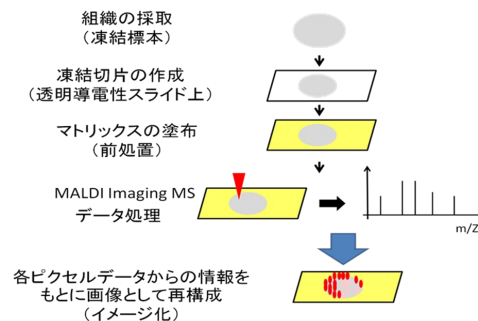 組織の採取
（凍結標本）
凍結切片の作成
（透明導電性スライド上）
マトリックスの塗布
（前処置）
MALDI Imaging MS
データ処理
m/Z
各ピクセルデータからの情報を
もとに画像として再構成
（イメージ化）